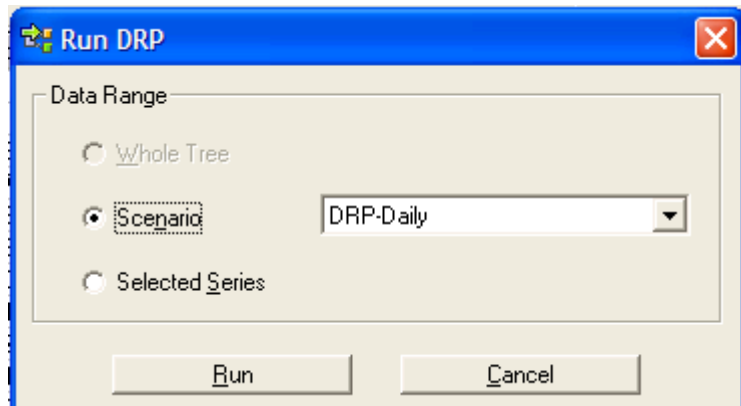 Run DRP
Data Range
Whole Tree
Scenario DRP-Daily
Selected Series
Run Cancel